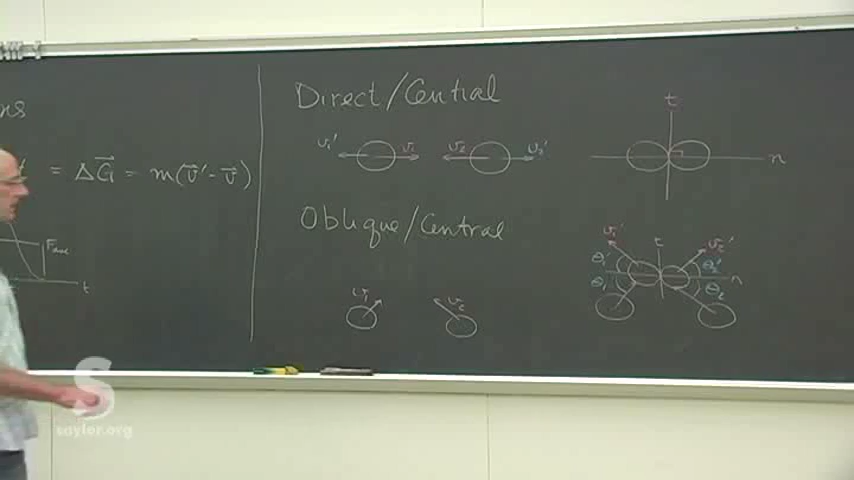 ns
' = ΔG⃗ = m(v⃗' - v⃗)
Fave
t
Direct/Central
v₁' v₁ v₂ v₂'
t
n
Oblique/Central
v₁ v₂
v₁' t v₂'
θ₁' θ₂'
n
θ₁ θ₂
S
saylor.org